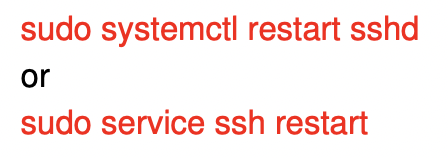 sudo systemctl restart sshd
or
sudo service ssh restart